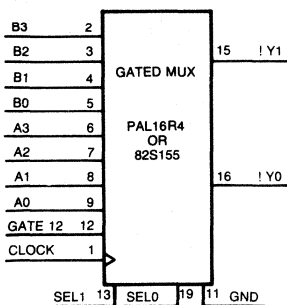 B3 2
B2 3 15 ! Y1
B1 4 GATED MUX
B0 5
A3 6 PAL16R4
OR
A2 7 82S155
A1 8 16 ! Y0
A0 9
GATE 12 12
CLOCK 1
SEL1 13 SEL0 19 11 GND